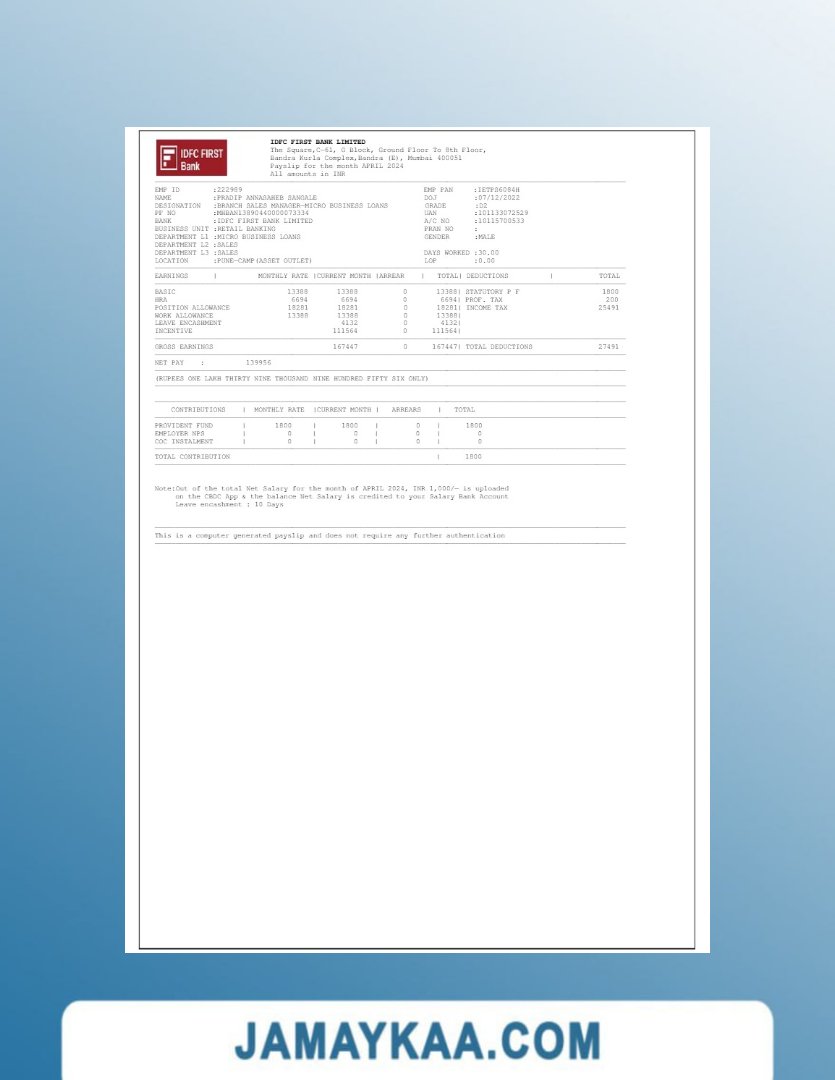 IDFC FIRST
Bank
IDFC FIRST BANK LIMITED
The Square,C-61, G Block, Ground Floor To 8th Floor,
Bandra Kurla Complex,Bandra (E), Mumbai 400051
Payslip for the month APRIL 2024
All amounts in INR
EMP ID :222999 EMP PAN :IETPS6084H
NAME :PRADIP ANNASAHEB SANGALE DOJ :07/12/2022
DESIGNATION :BRANCH SALES MANAGER-MICRO BUSINESS LOANS GRADE :D2
PF NO :MHBAN13890440000073334 UAN :101133072529
BANK :IDFC FIRST BANK LIMITED A/C NO :10115700533
BUSINESS UNIT :RETAIL BANKING PRAN NO :
DEPARTMENT L1 :MICRO BUSINESS LOANS GENDER :MALE
DEPARTMENT L2 :SALES
DEPARTMENT L3 :SALES DAYS WORKED :30.00
LOCATION :PUNE-CAMP(ASSET OUTLET) LOP :0.00
EARNINGS | MONTHLY RATE |CURRENT MONTH |ARREAR | TOTAL| DEDUCTIONS | TOTAL
BASIC 13388 13388 0 13388| STATUTORY P F 1800
HRA 6694 6694 0 6694| PROF. TAX 200
POSITION ALLOWANCE 18281 18281 0 18281| INCOME TAX 25491
WORK ALLOWANCE 13388 13388 0 13388|
LEAVE ENCASHMENT 4132 0 4132|
INCENTIVE 111564 0 111564|
GROSS EARNINGS 167447 0 167447| TOTAL DEDUCTIONS 27491
NET PAY : 139956
(RUPEES ONE LAKH THIRTY NINE THOUSAND NINE HUNDRED FIFTY SIX ONLY)
CONTRIBUTIONS | MONTHLY RATE |CURRENT MONTH | ARREARS | TOTAL
PROVIDENT FUND | 1800 | 1800 | 0 | 1800
EMPLOYER NPS | 0 | 0 | 0 | 0
COC INSTALMENT | 0 | 0 | 0 | 0
TOTAL CONTRIBUTION | 1800
Note:Out of the total Net Salary for the month of APRIL 2024, INR 1,000/- is uploaded
on the CBDC App & the balance Net Salary is credited to your Salary Bank Account
Leave encashment : 10 Days
This is a computer generated payslip and does not require any further authentication
JAMAYKAA.COM